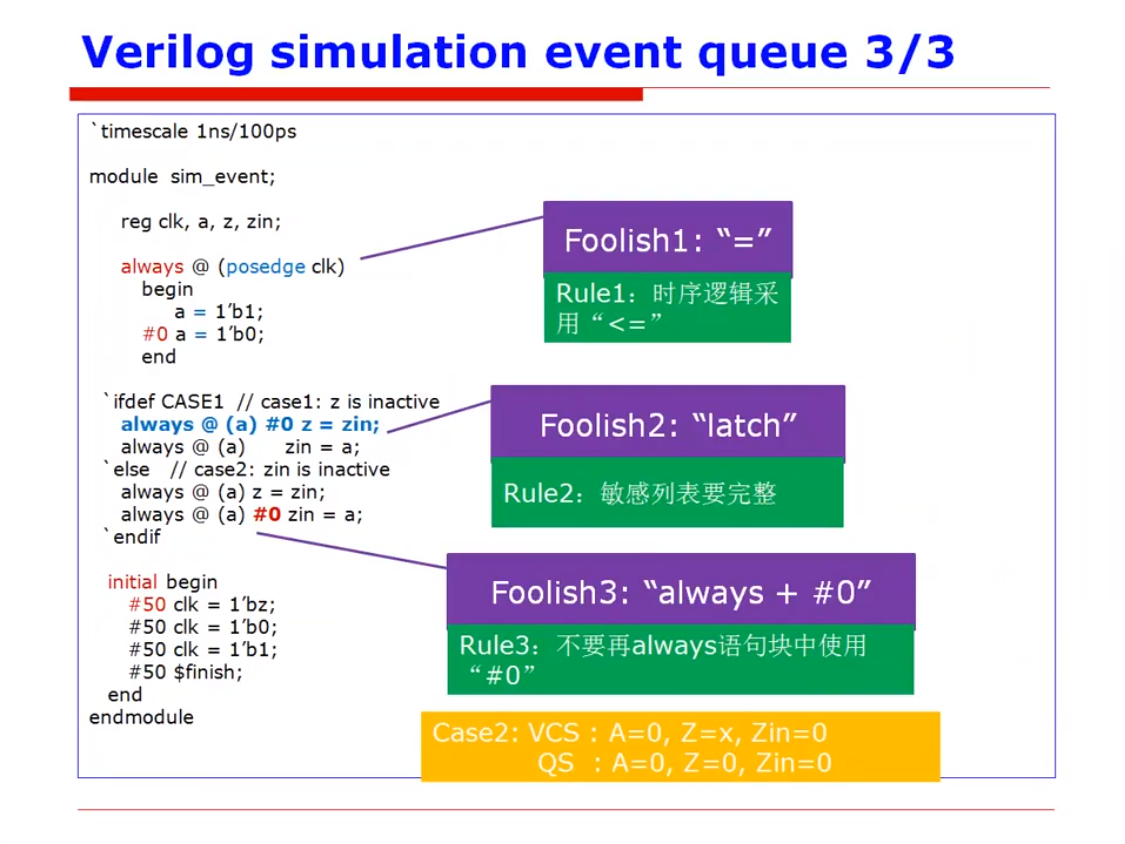 Verilog simulation event queue 3/3
`timescale 1ns/100ps
module sim_event;
reg clk, a, z, zin;
always @ (posedge clk)
begin
a = 1’b1;
#0 a = 1’b0;
end
`ifdef CASE1 // case1: z is inactive
always @ (a) #0 z = zin;
always @ (a) zin = a;
`else // case2: zin is inactive
always @ (a) z = zin;
always @ (a) #0 zin = a;
`endif
initial begin
#50 clk = 1’bz;
#50 clk = 1’b0;
#50 clk = 1’b1;
#50 $finish;
end
endmodule
Foolish1: “=”
Rule1：时序逻辑采
用“<=”
Foolish2: “latch”
Rule2：敏感列表要完整
Foolish3: “always + #0”
Rule3：不要再always语句块中使用
“#0”
Case2: VCS : A=0, Z=x, Zin=0
QS : A=0, Z=0, Zin=0